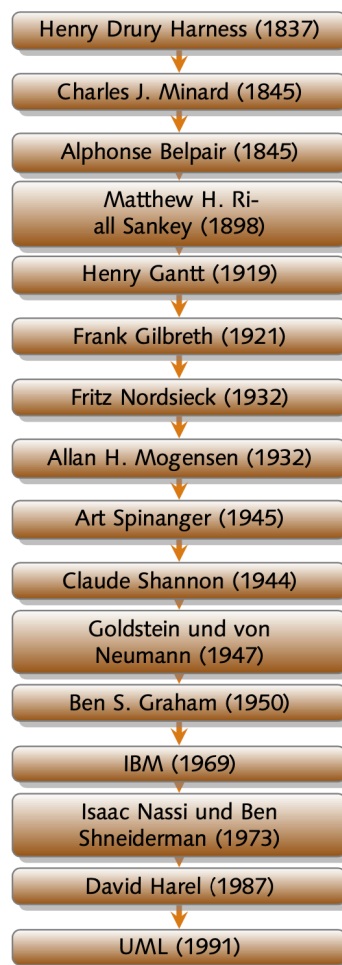 Henry Drury Harness (1837)
Charles J. Minard (1845)
Alphonse Belpair (1845)
Matthew H. Ri-
all Sankey (1898)
Henry Gantt (1919)
Frank Gilbreth (1921)
Fritz Nordsieck (1932)
Allan H. Mogensen (1932)
Art Spinanger (1945)
Claude Shannon (1944)
Goldstein und von
Neumann (1947)
Ben S. Graham (1950)
IBM (1969)
Isaac Nassi und Ben
Shneiderman (1973)
David Harel (1987)
UML (1991)